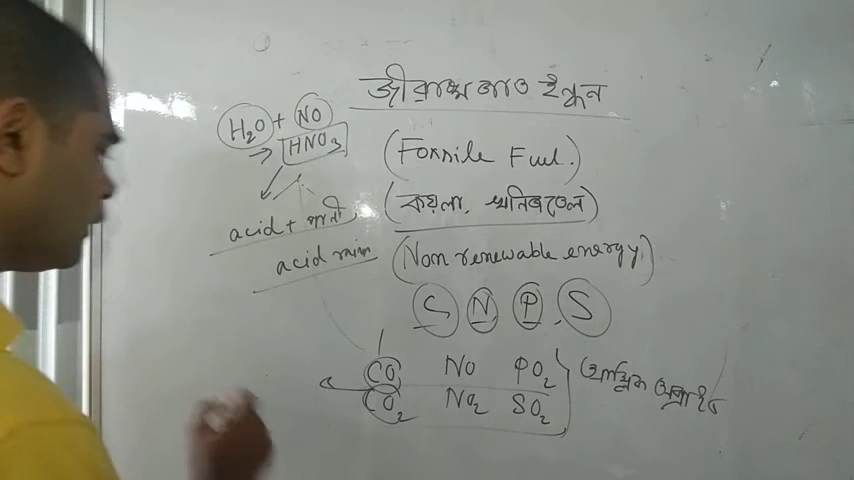 জীবাশ্মজাত ইন্ধন
H₂O + NO
→ HNO₃
(Fossile Fuel.)
acid + পানী
(কয়লা, খনিজতেল)
acid rain
(Non renewable energy)
C N P S
CO NO PO₂
CO₂ NO₂ SO₂